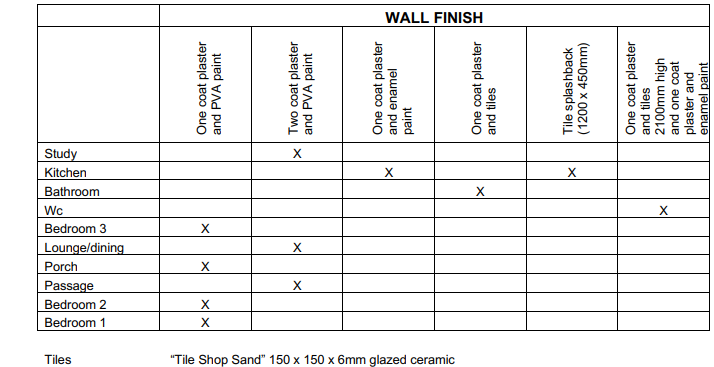 WALL FINISH
One coat plaster
and PVA paint
Two coat plaster
and PVA paint
One coat plaster
and enamel
paint
One coat plaster
and tiles
Tile splashback
(1200 x 450mm)
One coat plaster
and tiles
2100mm high
and one coat
plaster and
enamel paint
Study X
Kitchen X X
Bathroom X
Wc X
Bedroom 3 X
Lounge/dining X
Porch X
Passage X
Bedroom 2 X
Bedroom 1 X
Tiles “Tile Shop Sand” 150 x 150 x 6mm glazed ceramic